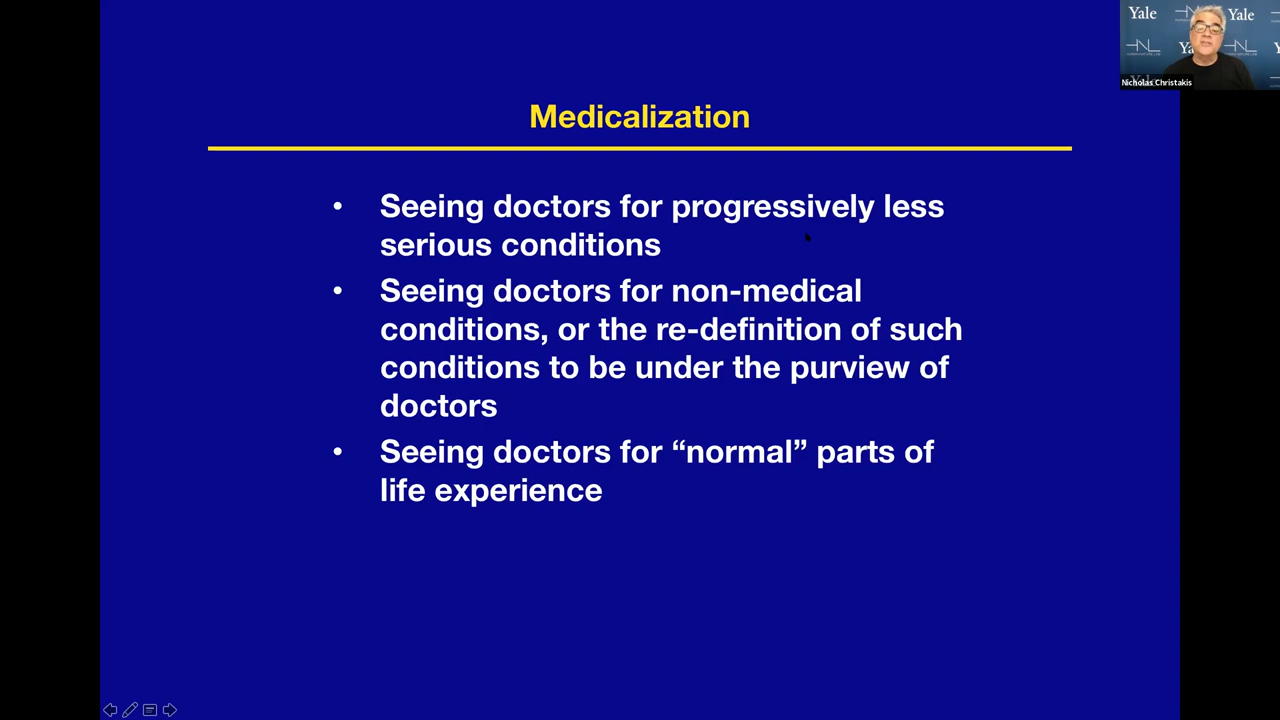 Medicalization
• Seeing doctors for progressively less
serious conditions
• Seeing doctors for non-medical
conditions, or the re-definition of such
conditions to be under the purview of
doctors
• Seeing doctors for “normal” parts of
life experience
Yale
Yale
Nicholas Christakis